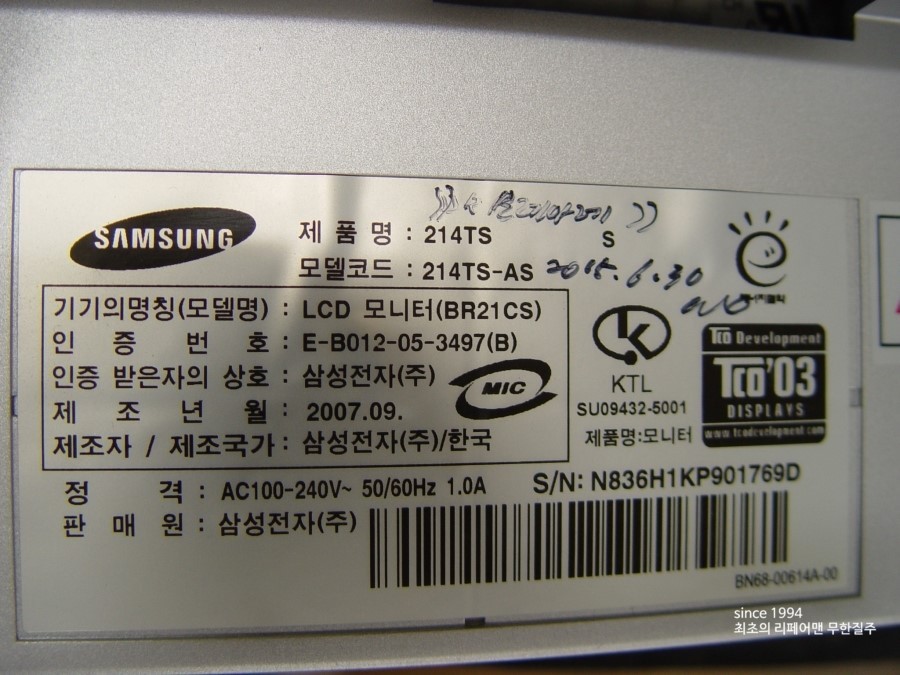 SAMSUNG
제 품 명 : 214TS S
모델코드 : 214TS-AS 2015.6.30
기기의명칭(모델명) : LCD 모니터(BR21CS)
인 증 번 호 : E-B012-05-3497(B)
인증 받은자의 상호 : 삼성전자(주)
제 조 년 월 : 2007.09.
제조자 / 제조국가 : 삼성전자(주)/한국
MIC
KTL
SU09432-5001
제품명:모니터
TCO Development
TCO'03
DISPLAYS
www.tcodevelopment.com
정 격 : AC100-240V~ 50/60Hz 1.0A
S/N: N836H1KP901769D
판 매 원 : 삼성전자(주)
BN68-00614A-00
since 1994
최초의 리페어맨 무한질주